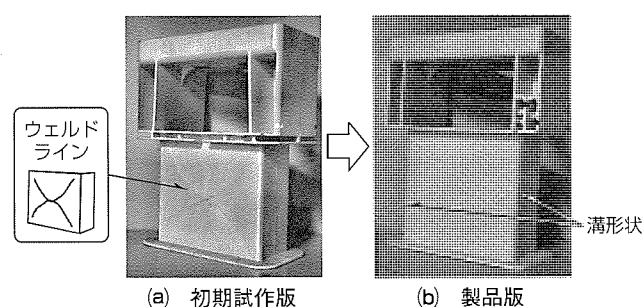 ウェルド
ライン
溝形状
(a) 初期試作版
(b) 製品版